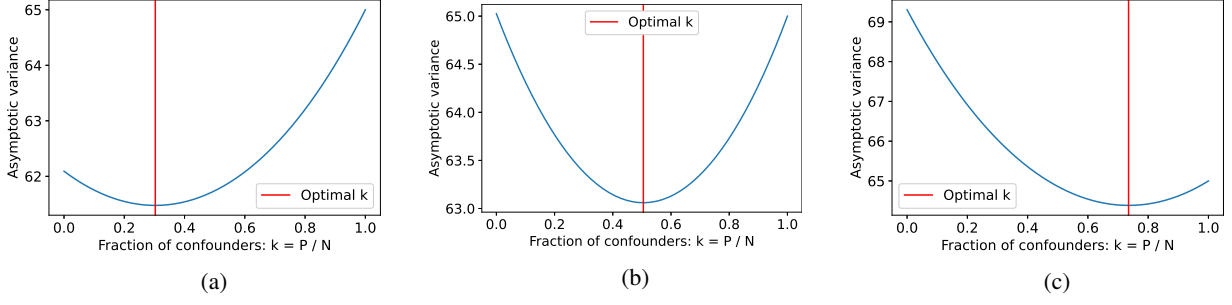 Asymptotic variance
65
64
63
62
0.0 0.2 0.4 0.6 0.8 1.0
Fraction of confounders: k = P / N
Optimal k
(a)
Asymptotic variance
65.0
64.5
64.0
63.5
63.0
0.0 0.2 0.4 0.6 0.8 1.0
Fraction of confounders: k = P / N
Optimal k
(b)
Asymptotic variance
69
68
67
66
65
0.0 0.2 0.4 0.6 0.8 1.0
Fraction of confounders: k = P / N
Optimal k
(c)